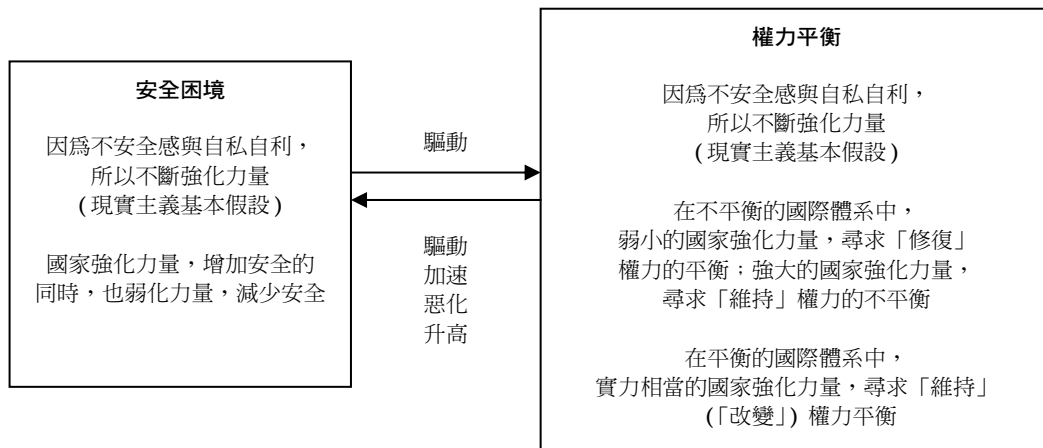 安全困境
因爲不安全感與自私自利，
所以不斷強化力量
(現實主義基本假設)
國家強化力量，增加安全的
同時，也弱化力量，減少安全
驅動
驅動
加速
惡化
升高
權力平衡
因爲不安全感與自私自利，
所以不斷強化力量
(現實主義基本假設)
在不平衡的國際體系中，
弱小的國家強化力量，尋求「修復」
權力的平衡；強大的國家強化力量，
尋求「維持」權力的不平衡
在平衡的國際體系中，
實力相當的國家強化力量，尋求「維持」
(「改變」) 權力平衡